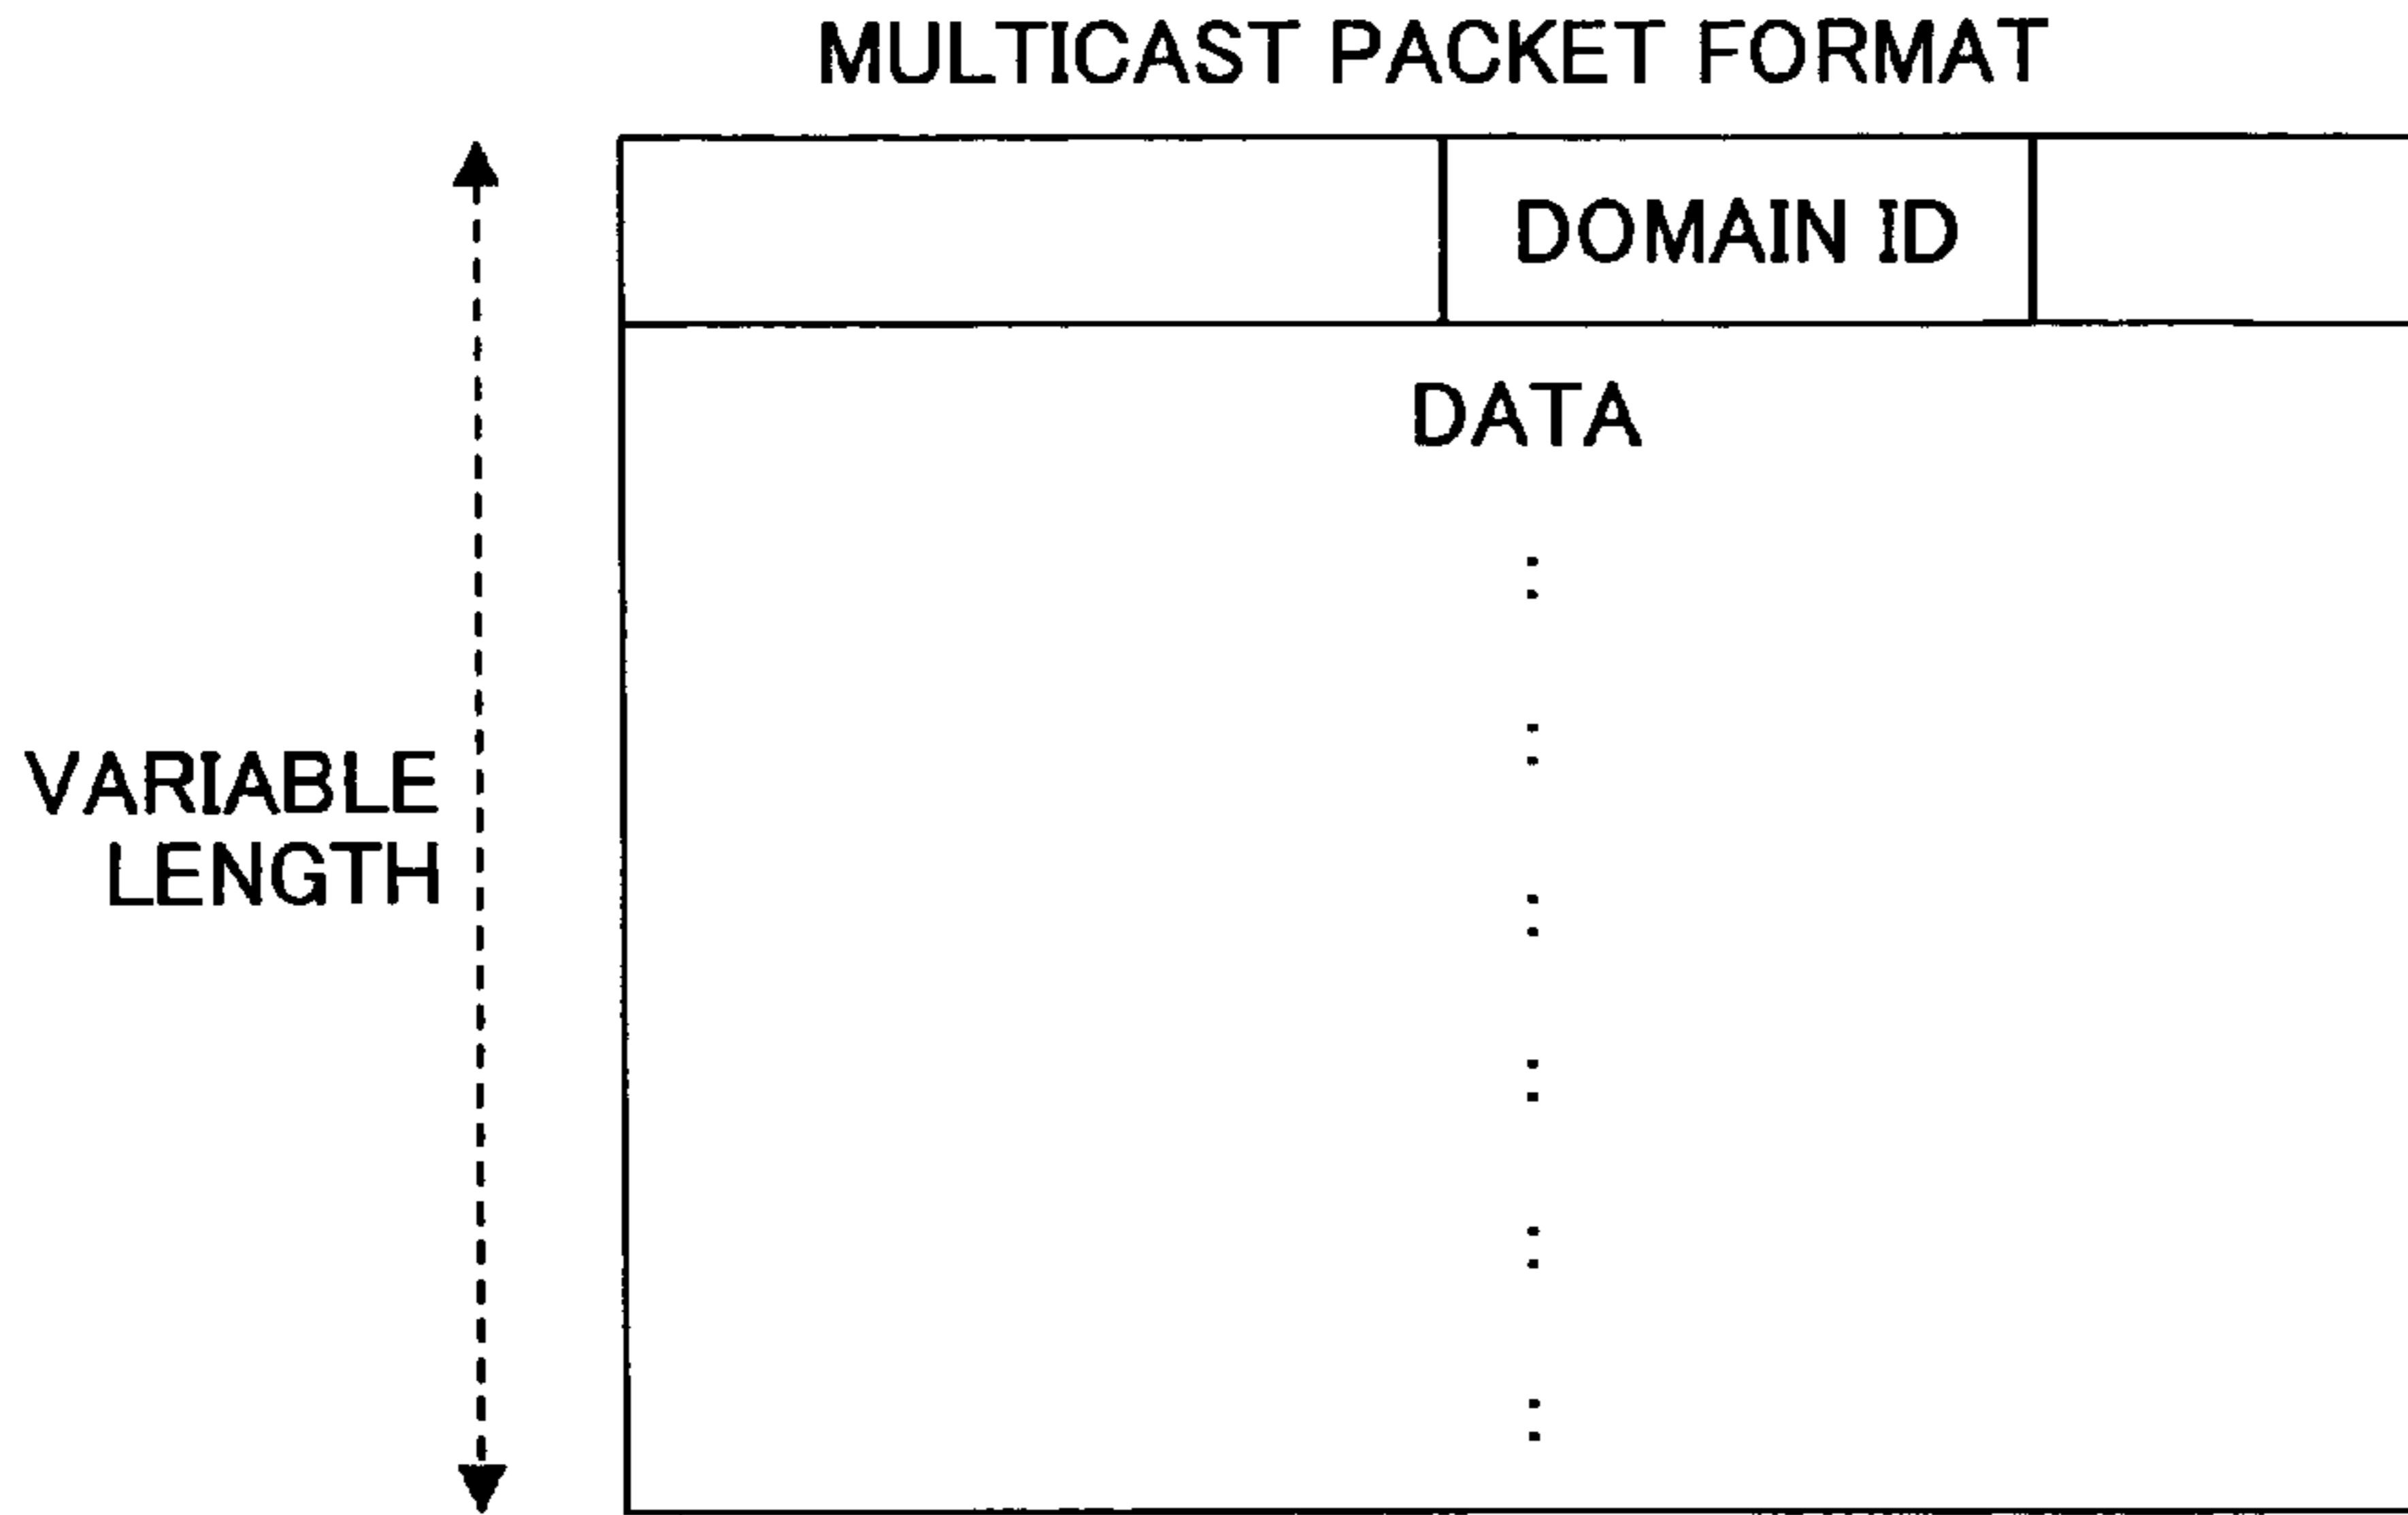 MULTICAST PACKET FORMAT
DOMAIN ID
DATA
VARIABLE
LENGTH